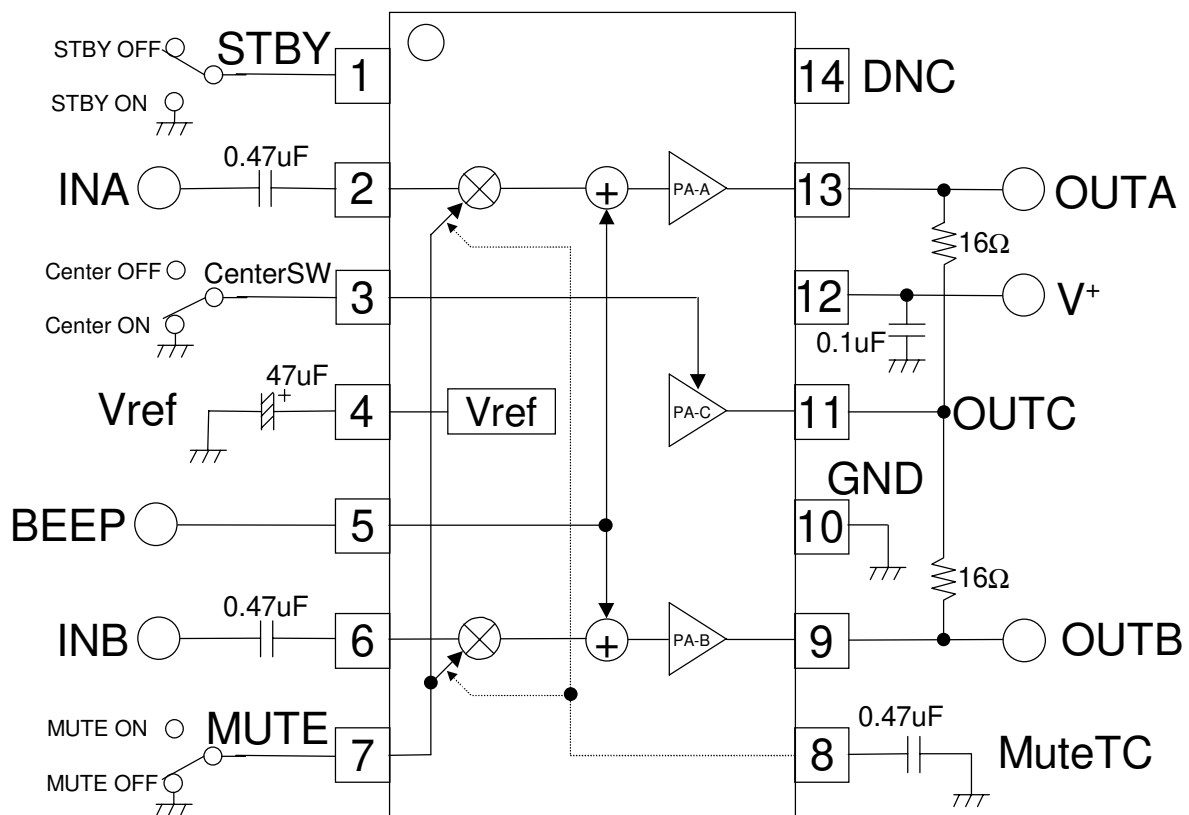 STBY OFF
STBY
1
14
DNC
STBY ON
0.47uF
INA
2
PA-A
13
OUTA
16Ω
Center OFF
CenterSW
3
12
V+
Center ON
0.1uF
47uF
+
Vref
4
Vref
PA-C
11
OUTC
GND
BEEP
5
10
16Ω
0.47uF
INB
6
PA-B
9
OUTB
MUTE ON
MUTE
7
0.47uF
8
MuteTC
MUTE OFF